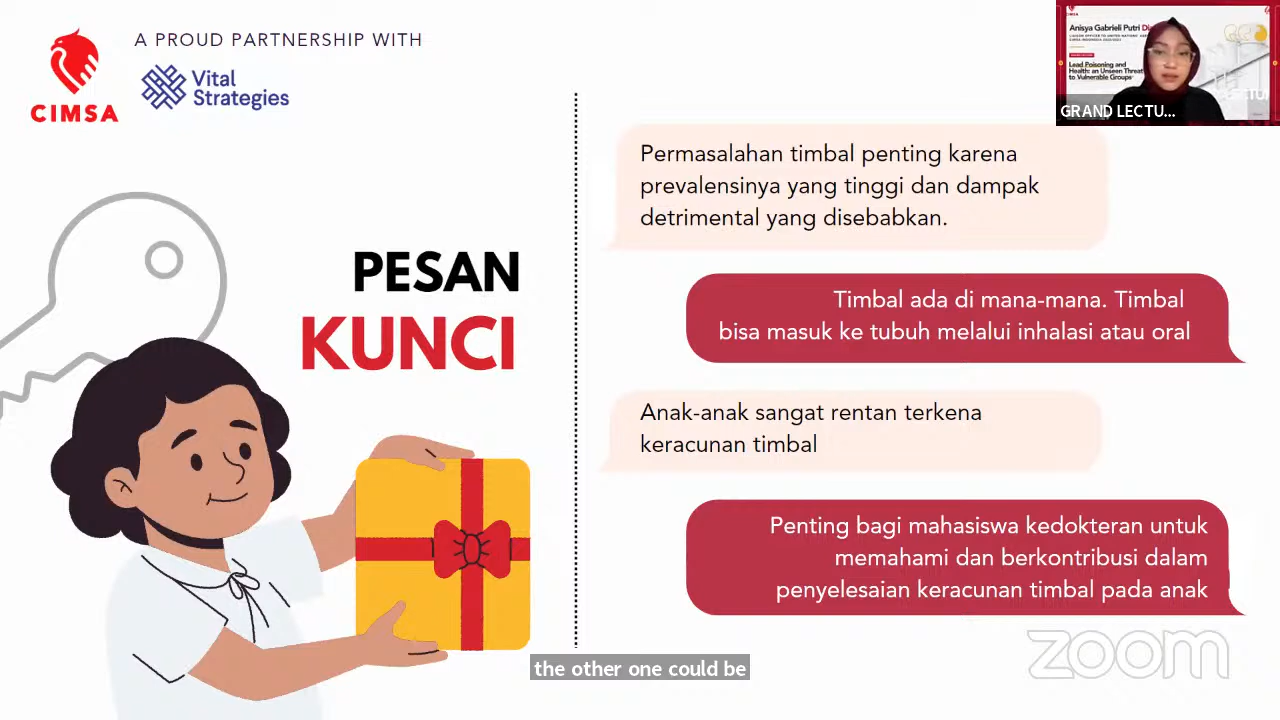 A PROUD PARTNERSHIP WITH
CIMSA
Vital
Strategies
PESAN
KUNCI
Permasalahan timbal penting karena
prevalensinya yang tinggi dan dampak
detrimental yang disebabkan.
Timbal ada di mana-mana. Timbal
bisa masuk ke tubuh melalui inhalasi atau oral
Anak-anak sangat rentan terkena
keracunan timbal
Penting bagi mahasiswa kedokteran untuk
memahami dan berkontribusi dalam
penyelesaian keracunan timbal pada anak
Anisya Gabrieli Putri
Lead Poisoning and
Health: an Unseen Threat
to Vulnerable Groups
GRAND LECTU...
the other one could be
zoom